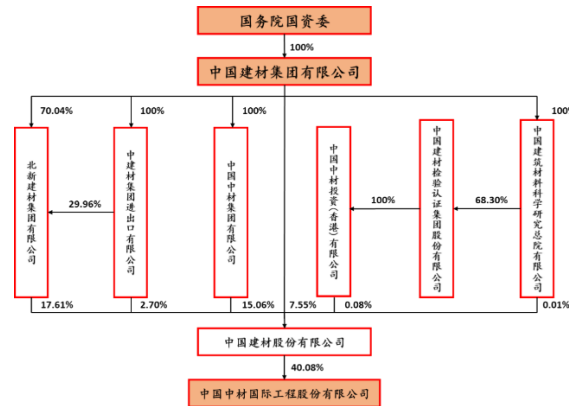 国务院国资委
100%
中国建材集团有限公司
70.04%
100%
100%
100%
北新建材集团有限公司
29.96%
中建材集团进出口有限公司
中国中材集团有限公司
中国中材投资(香港)有限公司
100%
中国建材检验认证集团股份有限公司
68.30%
中国建筑材料科学研究总院有限公司
17.61%
2.70%
15.06%
7.55%
0.08%
0.01%
中国建材股份有限公司
40.08%
中国中材国际工程股份有限公司